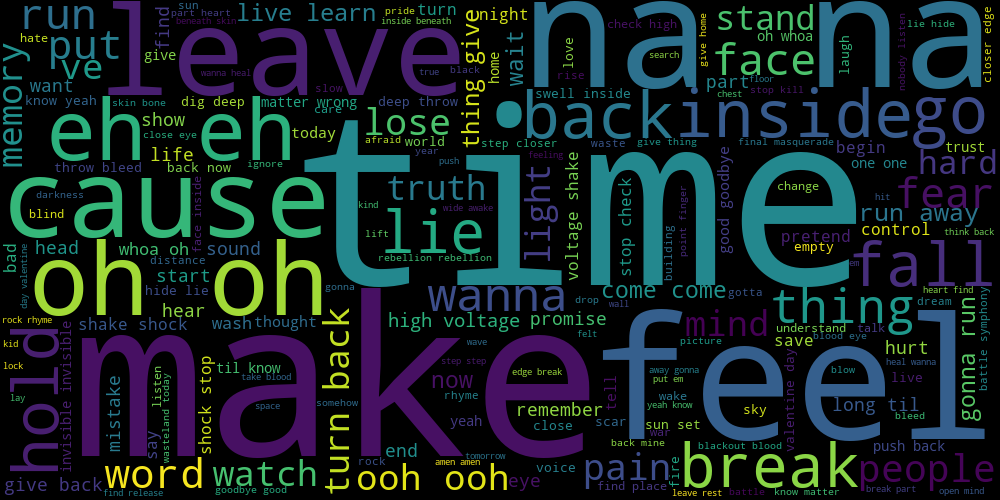 part heart
sun
pride
turn
beneath skin
inside beneath
live learn
night
run
leave
na na
check high
stand
oh whoa
give home
lie hide
closer edge
hate
put
find
give
wanna heal
true
black
slow
care
thing give
home
wait
love
rise
search
face
part
floor
laugh
nobody listen
memory
ve
want
know yeah
skin bone
dig deep
matter wrong
deep throw
swell inside
chest
stop kill
eh eh
show
close eye
life
throw bleed
back now
today
ignore
lose
afraid
world
year
push
step closer
back
inside
go
waste
give thing
final masquerade
begin
one one
trust
hard
feeling
time
cause
darkness
blind
face inside
truth
kind
wide awake
lie
lift
rebellion rebellion
light
voltage shake
stop check
building
point finger
good goodbye
change
hit
fear
run away
pretend
control
think back
empty
em
fall
bad
day valentine
head
whoa oh
sound
distance
start
hide lie
hear
oh oh
gonna
wanna
come come
drop
wall
gotta
thing
heart find
dream
battle symphony
gonna run
rock rhyme
kid
lock
lay
hold
invisible invisible
shake shock
wash
thought
high voltage
promise
felt
mind
understand
talk
save
blood eye
hurt
heal wanna
make
feel
til know
take blood
space
somehow
turn back
wave
step step
edge break
now
rhyme
yeah
remember
close
picture
tell
scar
away gonna
put em
wake
yeah know
sun set
war
back mine
sky
valentine day
blow
live
long til
bleed
mistake
say
listen
wasteland today
shock stop
end
rock
tomorrow
amen amen
voice
eye
blackout blood
push back
give back
word
find release
watch
goodbye good
ooh ooh
pain
find place
fire
break
battle
leave rest
know matter
people
break part
open mind